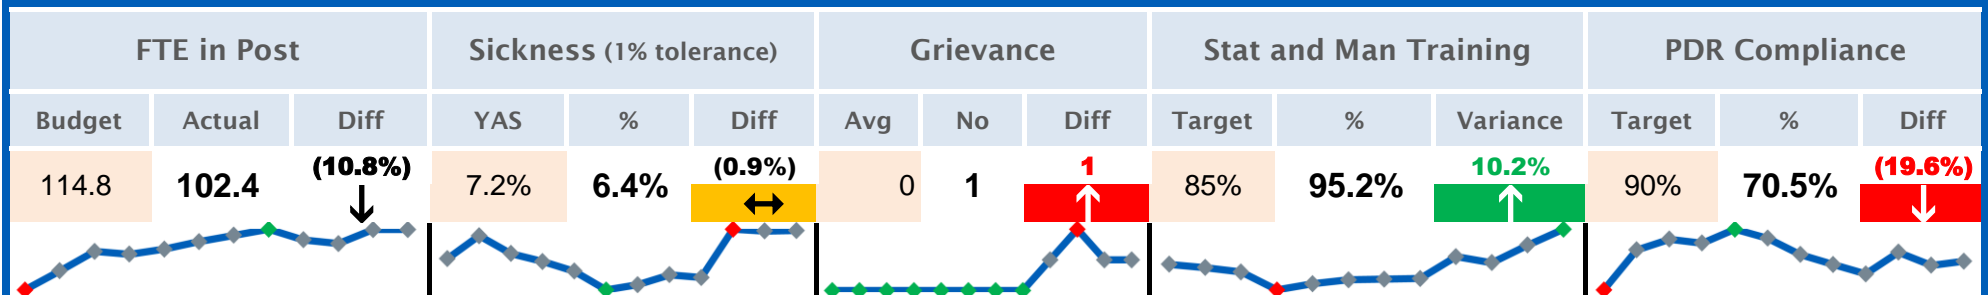 FTE in Post Sickness (1% tolerance) Grievance Stat and Man Training PDR Compliance
Budget Actual Diff YAS % Diff Avg No Diff Target % Variance Target % Diff
114.8 102.4 (10.8%) 7.2% 6.4% (0.9%) 0 1 1 85% 95.2% 10.2% 90% 70.5% (19.6%)